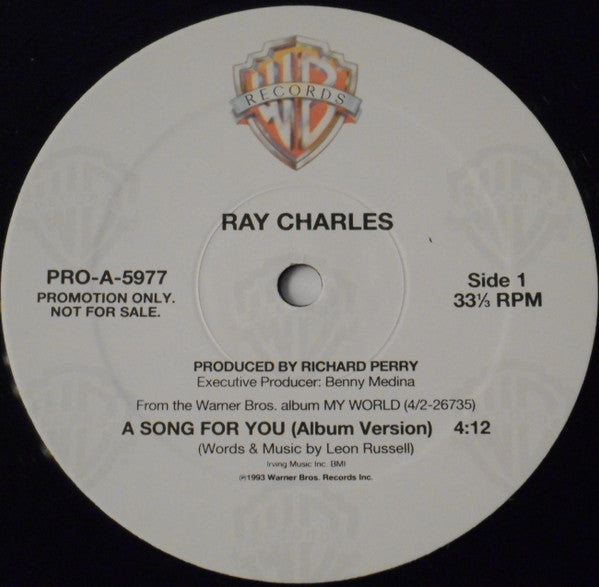 WB
RECORDS
RAY CHARLES
PRO-A-5977
PROMOTION ONLY.
NOT FOR SALE.
Side 1
33⅓ RPM
PRODUCED BY RICHARD PERRY
Executive Producer: Benny Medina
From the Warner Bros. album MY WORLD (4/2-26735)
A SONG FOR YOU (Album Version) 4:12
(Words & Music by Leon Russell)
Irving Music Inc. BMI
℗1993 Warner Bros. Records Inc.